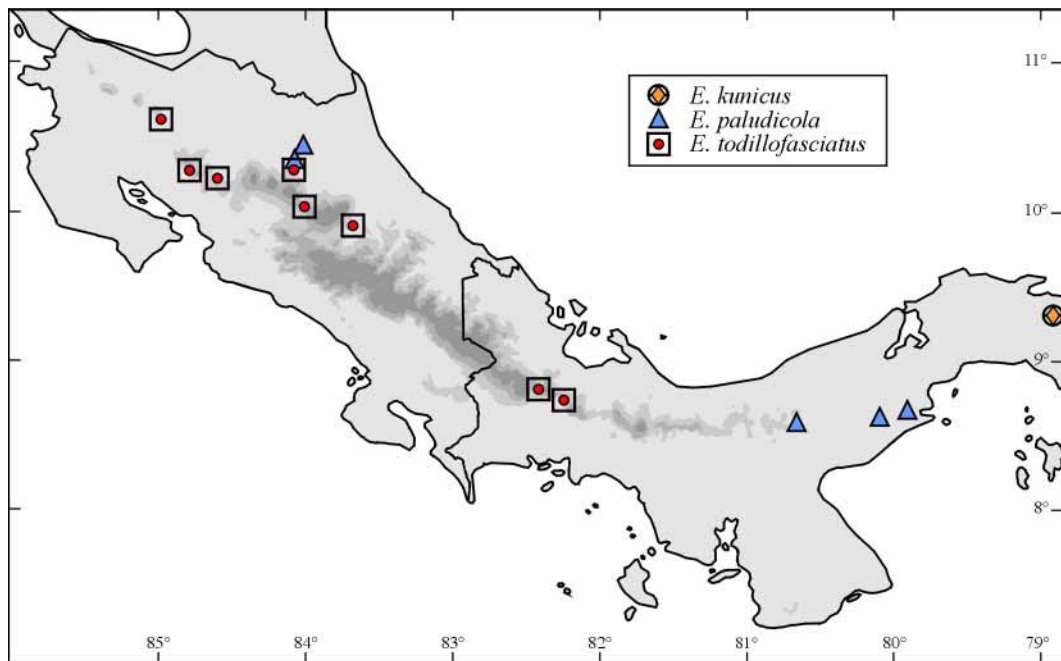 11°
E. kunicus
E. paludicola
E. todillofasciatus
10°
9°
8°
85° 84° 83° 82° 81° 80° 79°